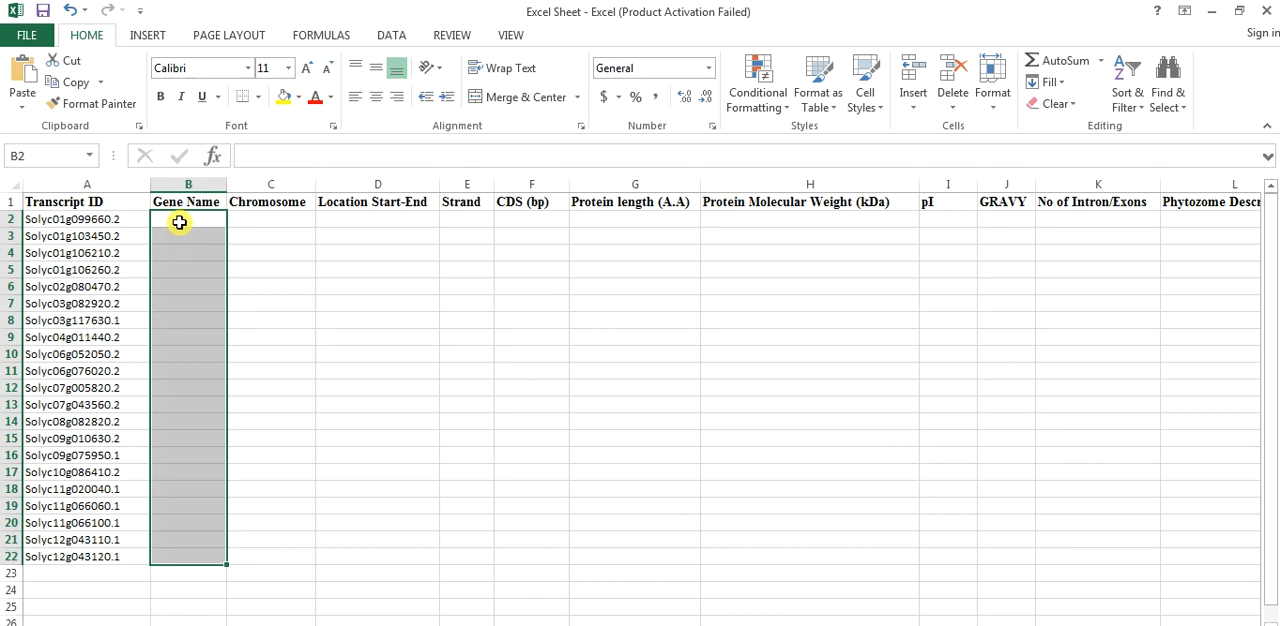 Excel Sheet - Excel (Product Activation Failed)
?
Sign in
FILE HOME INSERT PAGE LAYOUT FORMULAS DATA REVIEW VIEW
Paste
Cut
Copy
Format Painter
Clipboard
Calibri 11
B I U
Font
Wrap Text
Merge & Center
Alignment
General
$ % ,
Number
Conditional Formatting
Format as Table
Cell Styles
Styles
Insert
Delete
Format
Cells
AutoSum
Fill
Clear
Sort & Filter
Find & Select
Editing
B2 fx
A B C D E F G H I J K L
1 Transcript ID Gene Name Chromosome Location Start-End Strand CDS (bp) Protein length (A.A) Protein Molecular Weight (kDa) pI GRAVY No of Intron/Exons Phytozome Descr
2 Solyc01g099660.2
3 Solyc01g103450.2
4 Solyc01g106210.2
5 Solyc01g106260.2
6 Solyc02g080470.2
7 Solyc03g082920.2
8 Solyc03g117630.1
9 Solyc04g011440.2
10 Solyc06g052050.2
11 Solyc06g076020.2
12 Solyc07g005820.2
13 Solyc07g043560.2
14 Solyc08g082820.2
15 Solyc09g010630.2
16 Solyc09g075950.1
17 Solyc10g086410.2
18 Solyc11g020040.1
19 Solyc11g066060.1
20 Solyc11g066100.1
21 Solyc12g043110.1
22 Solyc12g043120.1
23
24
25
26